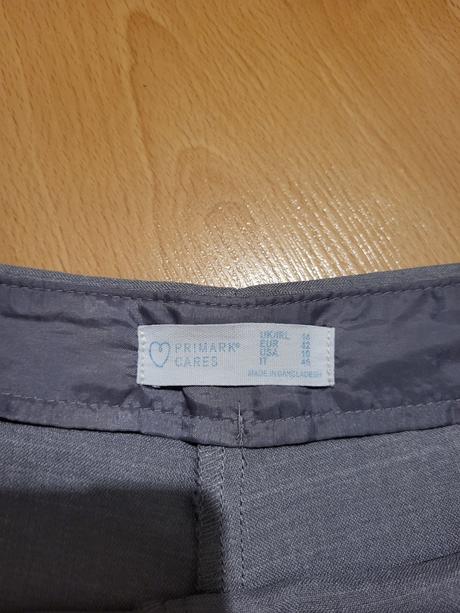 PRIMARK®
CARES
UK/IRL 14
EUR 42
USA 10
IT 46
MADE IN BANGLADESH